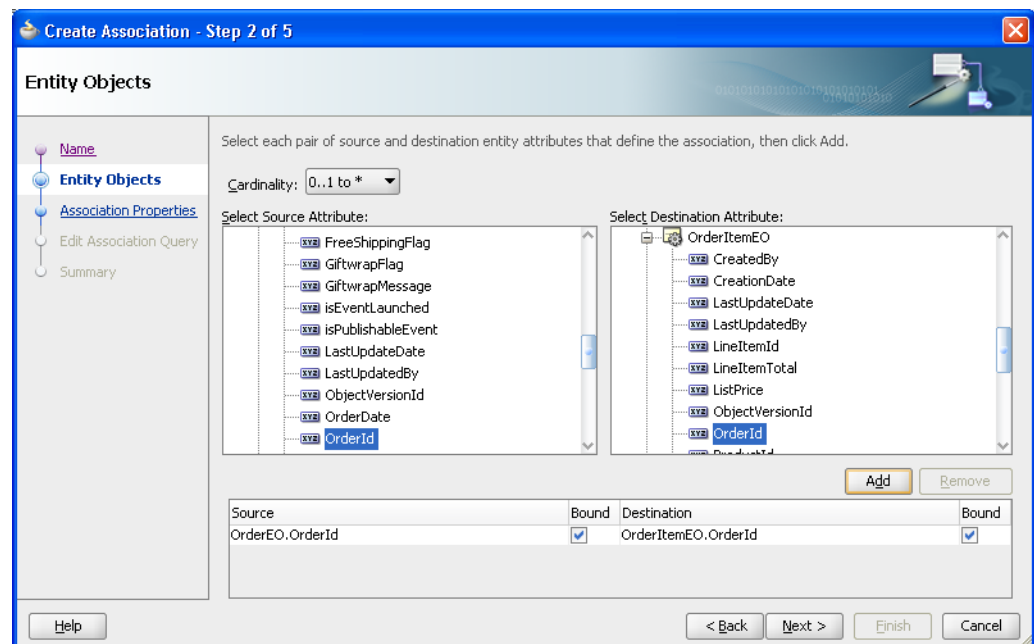 Create Association - Step 2 of 5
Entity Objects
Name
Entity Objects
Association Properties
Edit Association Query
Summary
Select each pair of source and destination entity attributes that define the association, then click Add.
Cardinality: 0..1 to *
Select Source Attribute:
FreeShippingFlag
GiftwrapFlag
GiftwrapMessage
isEventLaunched
isPublishableEvent
LastUpdateDate
LastUpdatedBy
ObjectVersionId
OrderDate
OrderId
Select Destination Attribute:
OrderItemEO
CreatedBy
CreationDate
LastUpdateDate
LastUpdatedBy
LineItemId
LineItemTotal
ListPrice
ObjectVersionId
OrderId
ProductId
Add Remove
Source Bound Destination Bound
OrderEO.OrderId OrderItemEO.OrderId
Help < Back Next > Finish Cancel